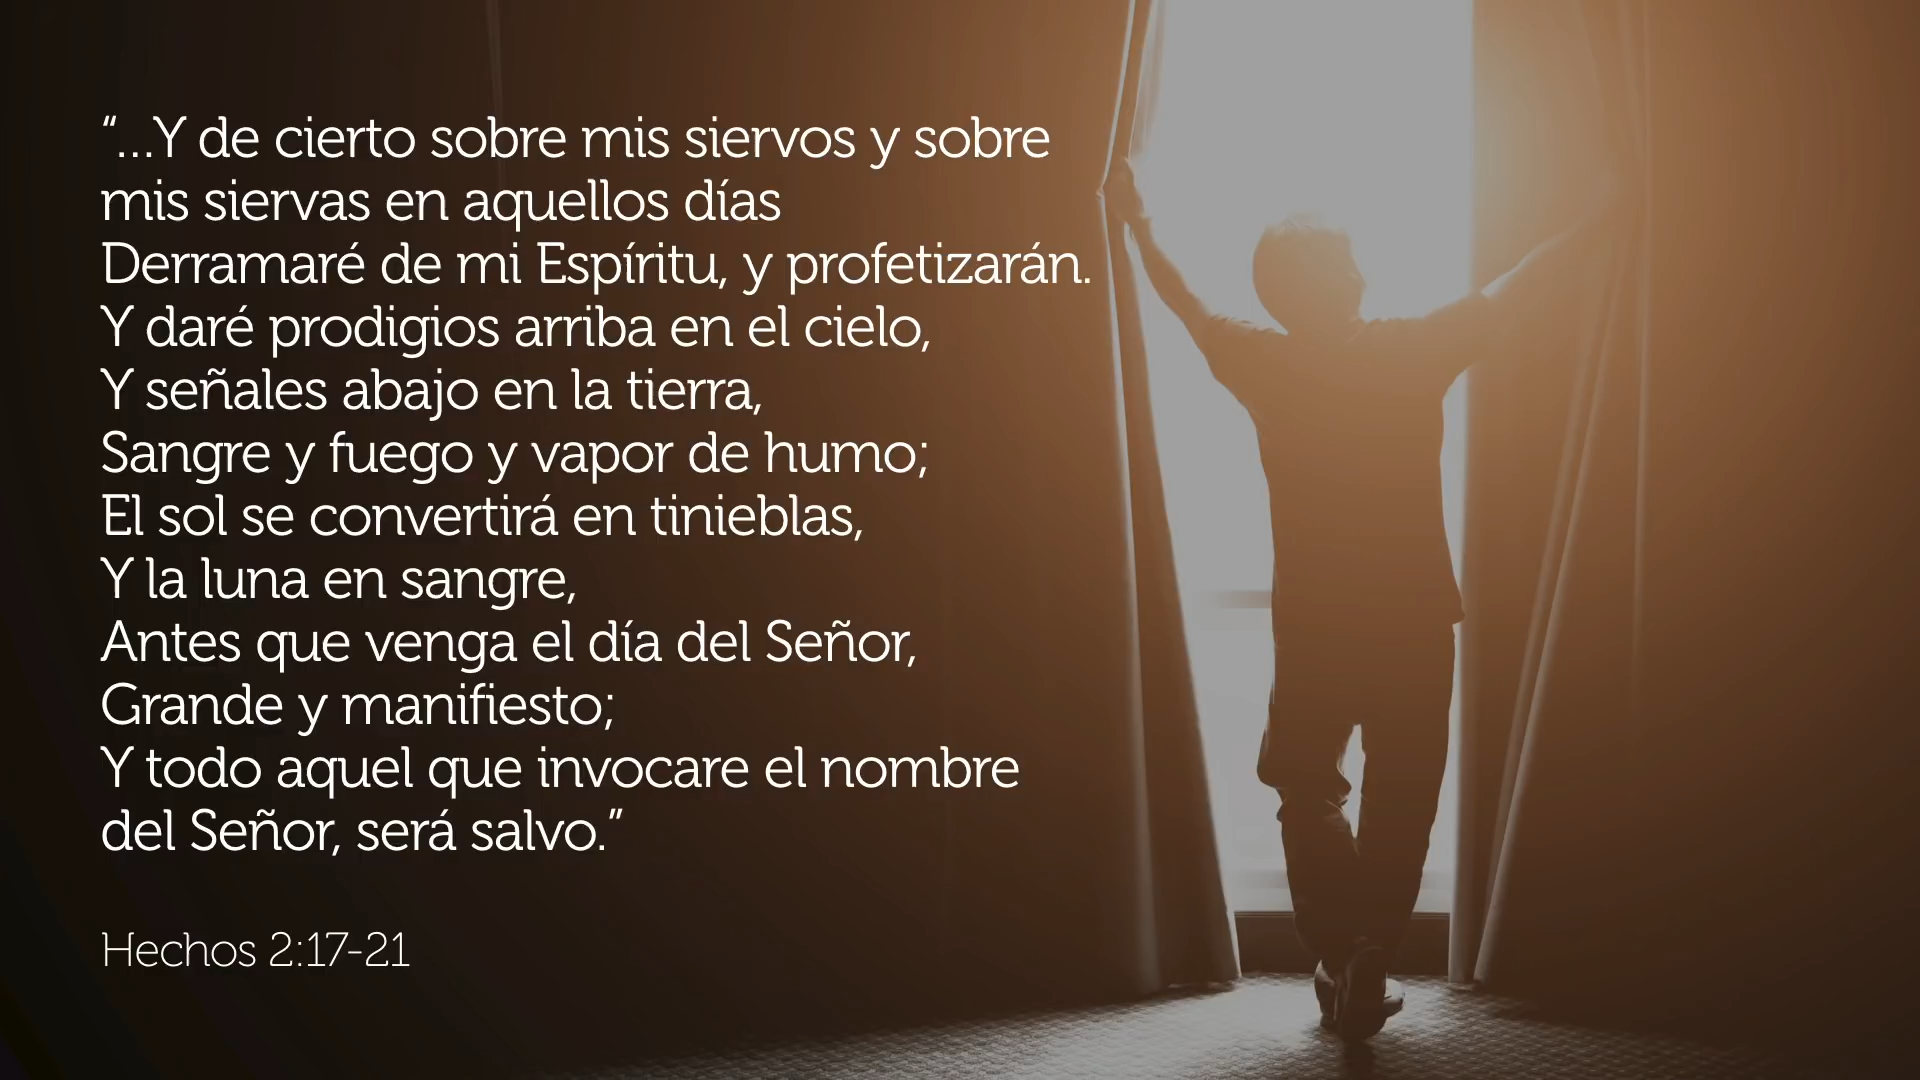 “...Y de cierto sobre mis siervos y sobre
mis siervas en aquellos días
Derramaré de mi Espíritu, y profetizarán.
Y daré prodigios arriba en el cielo,
Y señales abajo en la tierra,
Sangre y fuego y vapor de humo;
El sol se convertirá en tinieblas,
Y la luna en sangre,
Antes que venga el día del Señor,
Grande y manifiesto;
Y todo aquel que invocare el nombre
del Señor, será salvo.”
Hechos 2:17-21